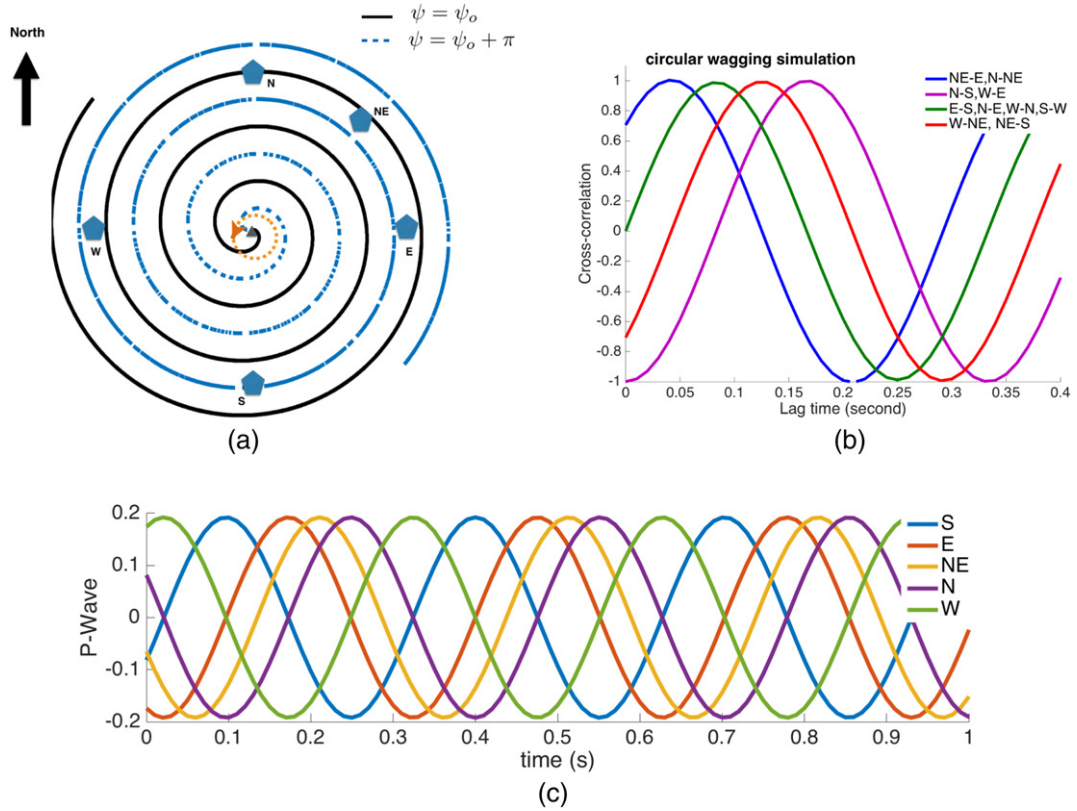 North
ψ = ψₒ
ψ = ψₒ + π
N
NE
W
E
S
(a)
circular wagging simulation
NE-E,N-NE
N-S,W-E
E-S,N-E,W-N,S-W
W-NE, NE-S
Cross-correlation
1
0.8
0.6
0.4
0.2
0
-0.2
-0.4
-0.6
-0.8
-1
0 0.05 0.1 0.15 0.2 0.25 0.3 0.35 0.4
Lag time (second)
(b)
P-Wave
0.2
0.1
0
-0.1
-0.2
S
E
NE
N
W
0 0.1 0.2 0.3 0.4 0.5 0.6 0.7 0.8 0.9 1
time (s)
(c)